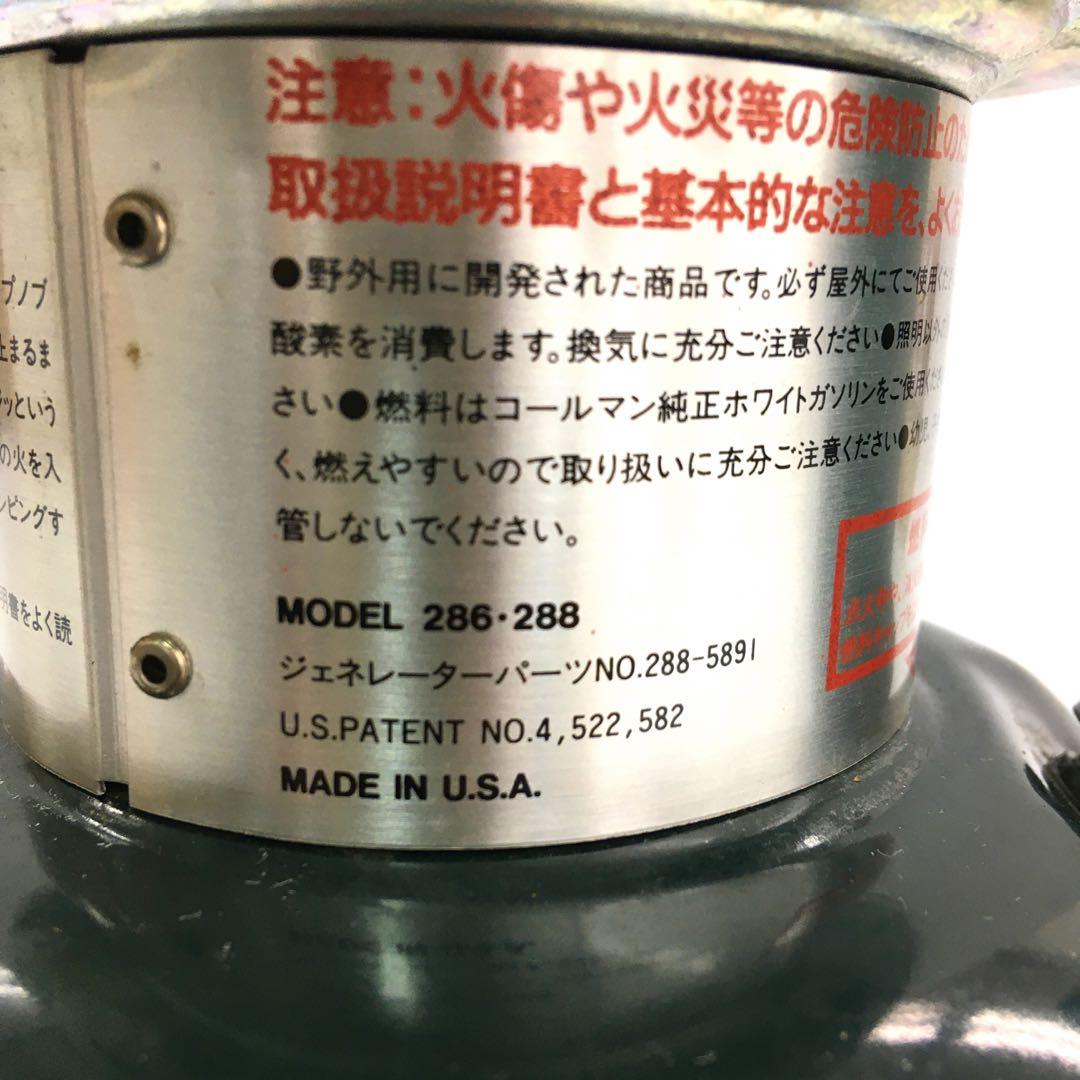 プノブ
止まるま
という
の火を入
ピングす
明書をよく読
注意：火傷や火災等の危険防止のた
取扱説明書と基本的な注意を、よくお
●野外用に開発された商品です。必ず屋外にてご使用くださ
酸素を消費します。換気に充分ご注意ください●照明以外の
さい●燃料はコールマン純正ホワイトガソリンをご使用くださ
く、燃えやすいので取り扱いに充分ご注意ください●幼児
管しないでください。
MODEL 286・288
ジェネレーターパーツNO.288-5891
U.S.PATENT NO.4,522,582
MADE IN U.S.A.